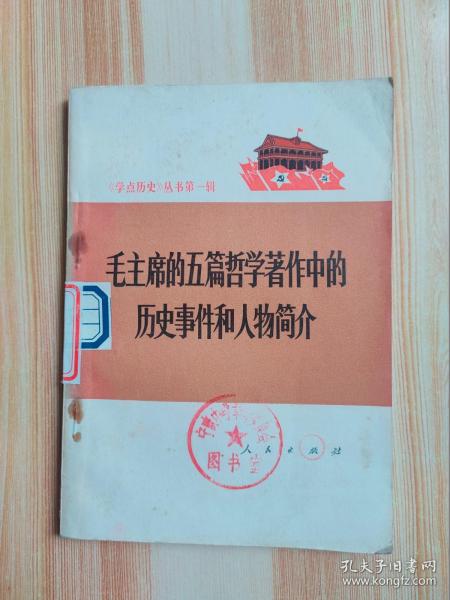 《学点历史》丛书第一辑
毛主席的五篇哲学著作中的
历史事件和人物简介
图书
人民出版社
孔夫子旧书网
www.kongfz.com